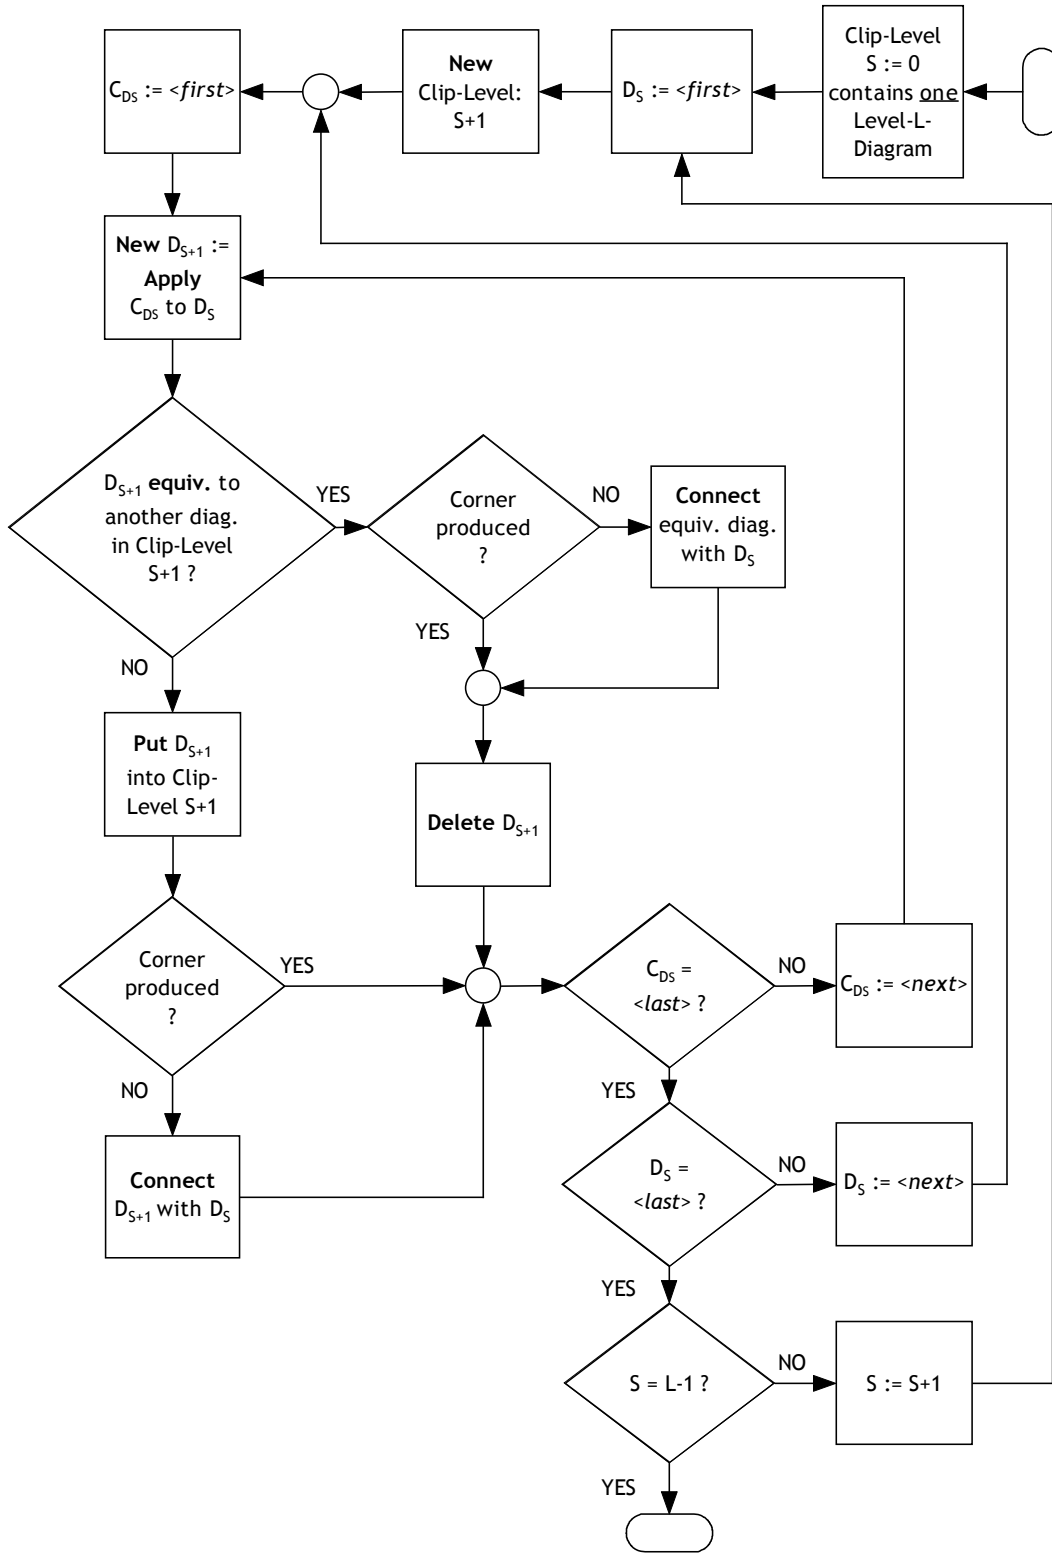 C_DS := <first>
New
Clip-Level:
S+1
D_S := <first>
Clip-Level
S := 0
contains one
Level-L-
Diagram
New D_S+1 :=
Apply
C_DS to D_S
D_S+1 equiv. to
another diag.
in Clip-Level
S+1 ?
YES
Corner
produced
?
NO
Connect
equiv. diag.
with D_S
YES
NO
Put D_S+1
into Clip-
Level S+1
Delete D_S+1
Corner
produced
?
YES
C_DS =
<last> ?
NO
C_DS := <next>
NO
YES
Connect
D_S+1 with D_S
D_S =
<last> ?
NO
D_S := <next>
YES
S = L-1 ?
NO
S := S+1
YES